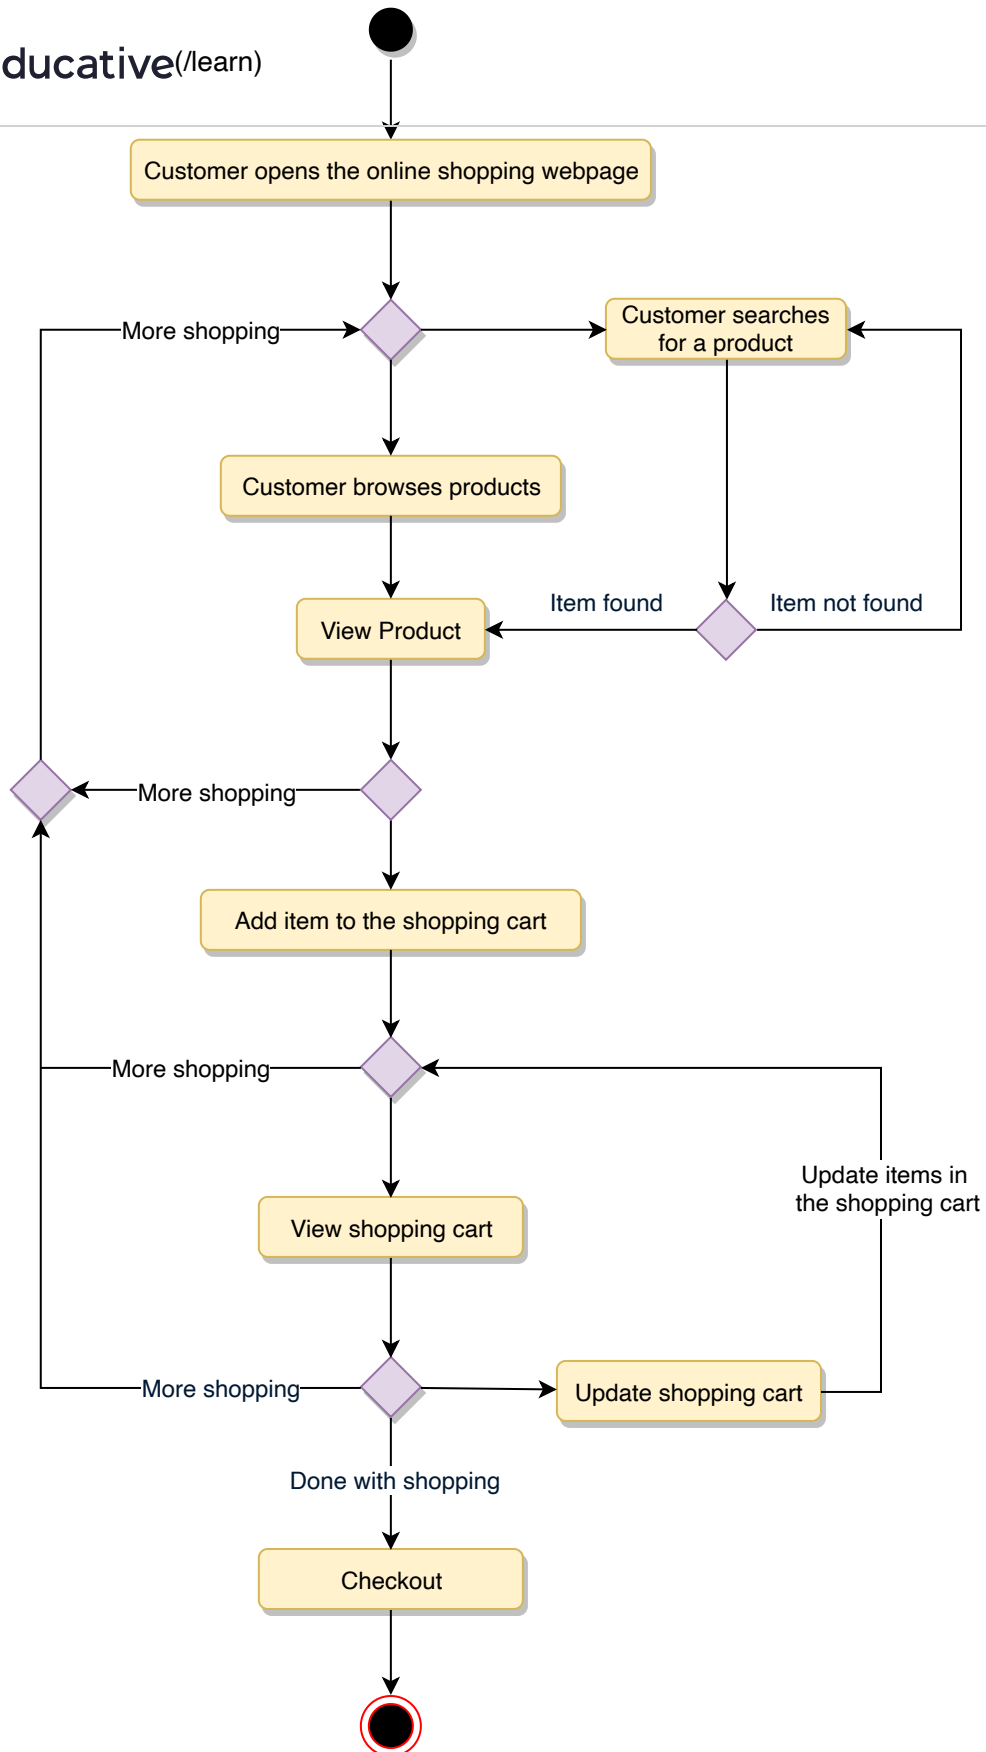 ducative(/learn)
Customer opens the online shopping webpage
More shopping
Customer searches
for a product
Customer browses products
Item found
Item not found
View Product
More shopping
Add item to the shopping cart
More shopping
Update items in
the shopping cart
View shopping cart
More shopping
Update shopping cart
Done with shopping
Checkout